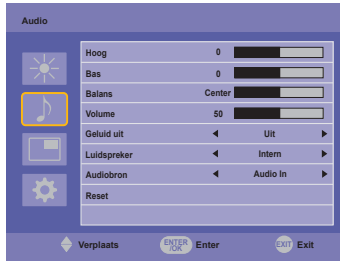 Audio
Hoog 0
Bas 0
Balans Center
Volume 50
Geluid uit Uit
Luidspreker Intern
Audiobron Audio In
Reset
Verplaats ENTER /OK Enter EXIT Exit